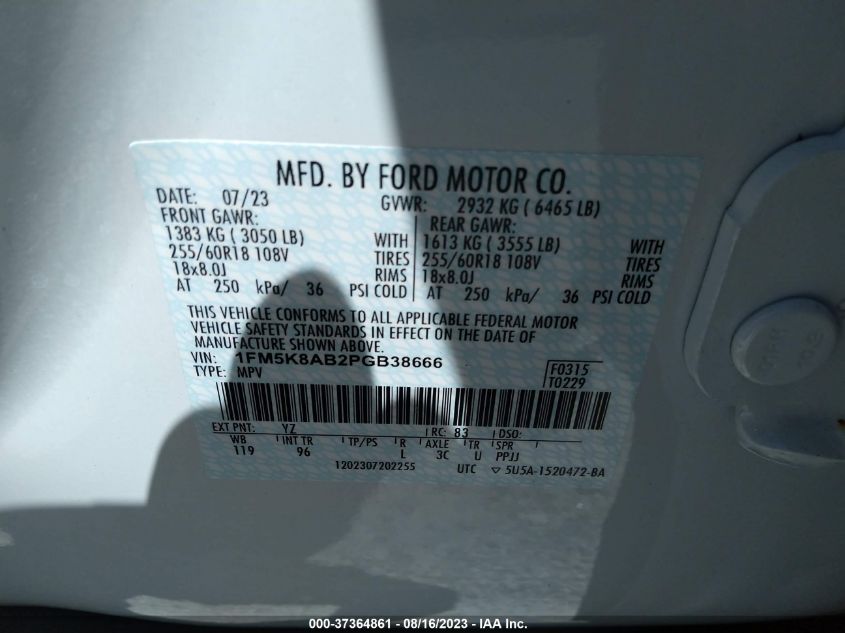 MFD. BY FORD MOTOR CO.
DATE: 07/23 GVWR: 2932 KG ( 6465 LB)
FRONT GAWR: REAR GAWR:
1383 KG ( 3050 LB) WITH 1613 KG ( 3555 LB) WITH
255/60R18 108V TIRES 255/60R18 108V TIRES
18x8.0J RIMS 18x8.0J RIMS
AT 250 kPa/ 36 PSI COLD AT 250 kPa/ 36 PSI COLD
THIS VEHICLE CONFORMS TO ALL APPLICABLE FEDERAL MOTOR
VEHICLE SAFETY STANDARDS IN EFFECT ON THE DATE OF
MANUFACTURE SHOWN ABOVE.
VIN: 1FM5K8AB2PGB38666 F0315
TYPE: MPV T0229
EXT PNT: YZ RC: 83 DSO:
WB INT TR TP/PS R AXLE TR SPR
119 96 L 3C U PPJJ
1202307202255 UTC ▽ 5U5A-1520472-BA
000-37364861 - 08/16/2023 - IAA Inc.